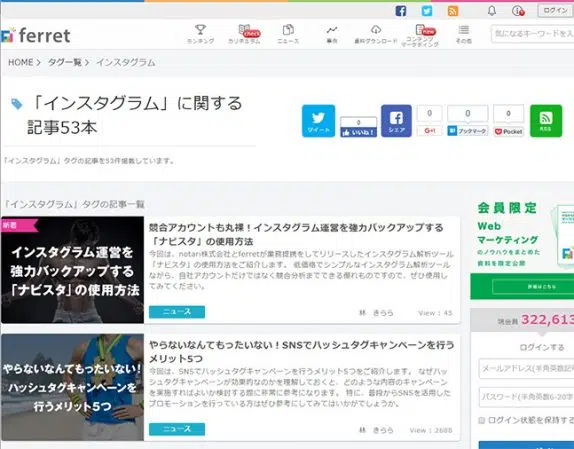 ログイン
ferret
ランキング
カリキュラム
check
ニュース
事例
資料ダウンロード
コンテンツ
マーケティング
New
その他
気になるキーワードを入
HOME > タグ一覧 > インスタグラム
「インスタグラム」に関する
記事53本
ツイート
0
いいね!
シェア
0
G+1
0
B!ブックマーク
0
Pocket
RSS
「インスタグラム」タグの記事を53件掲載しています。
「インスタグラム」タグの記事一覧
新着
インスタグラム運営を
強力バックアップする
「ナビスタ」の使用方法
競合アカウントも丸裸!インスタグラム運営を強力バックアップする
「ナビスタ」の使用方法
今回は、notari株式会社とferretが業務提携をしてリリースしたインスタグラム解析ツール
「ナビスタ」の使用方法をご紹介します。 低価格でシンプルなインスタグラム解析ツール
ながら、自社アカウントだけではなく競合分析までできる優れものですので、ぜひ使用し
てみてください。
ニュース
林 きらら
View : 45
やらないなんてもったいない!
ハッシュタグキャンペーンを
行うメリット5つ
やらないなんてもったいない!SNSでハッシュタグキャンペーンを行う
メリット5つ
今回は、SNSでハッシュタグキャンペーンを行うメリット5つをご紹介します。 なぜハッ
シュタグキャンペーンが効果的なのかを理解しておくと、どのような内容のキャンペーン
を実施すればよいか検討する際に非常に参考になります。 特に、普段からSNSを活用した
プロモーションを行っている方はぜひ参考にしてみてはいかがでしょうか。
ニュース
林 きらら
View : 2688
会員限定
Web
マーケティング
のノウハウをまとめた
資料を限定公開
詳細はこちら
現会員 322,613
ログインする
メールアドレス(半角英数
パスワード(半角英数6-20字
ログイン状態を保持する